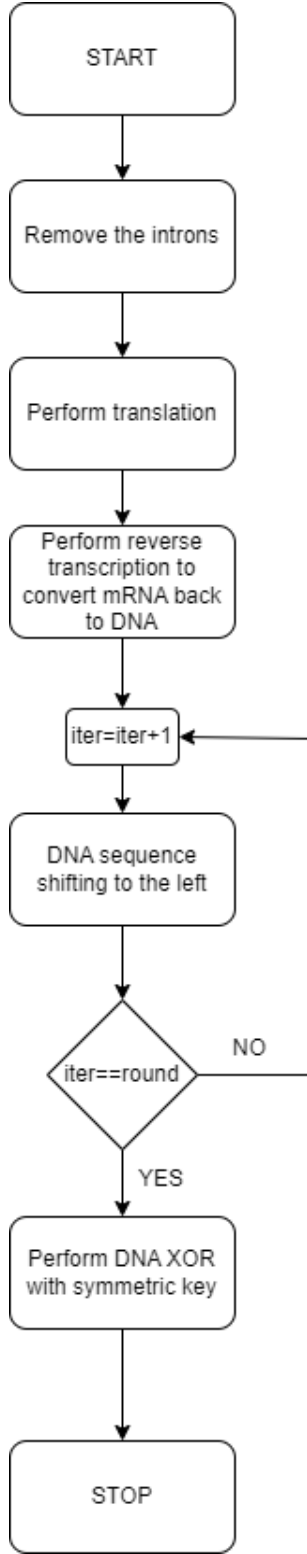 START
Remove the introns
Perform translation
Perform reverse
transcription to
convert mRNA back
to DNA
iter=iter+1
DNA sequence
shifting to the left
iter==round
NO
YES
Perform DNA XOR
with symmetric key
STOP